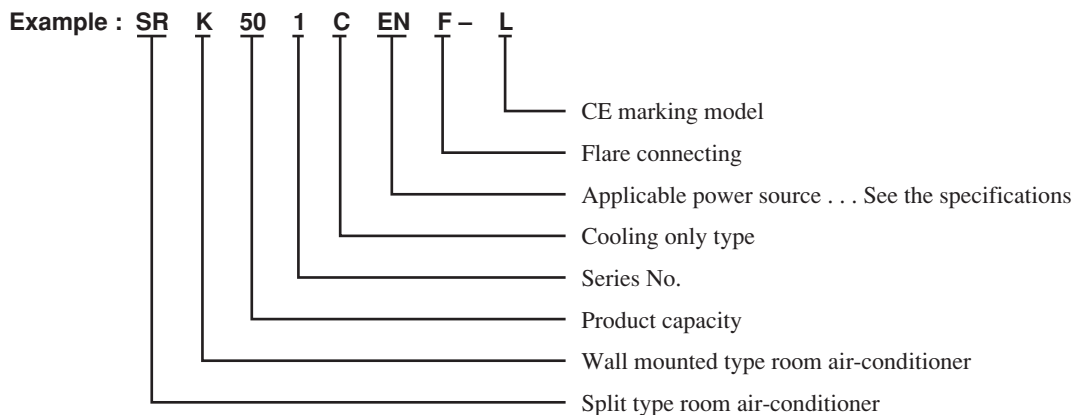 Example : SR K 50 1 C EN F – L
CE marking model
Flare connecting
Applicable power source . . . See the specifications
Cooling only type
Series No.
Product capacity
Wall mounted type room air-conditioner
Split type room air-conditioner